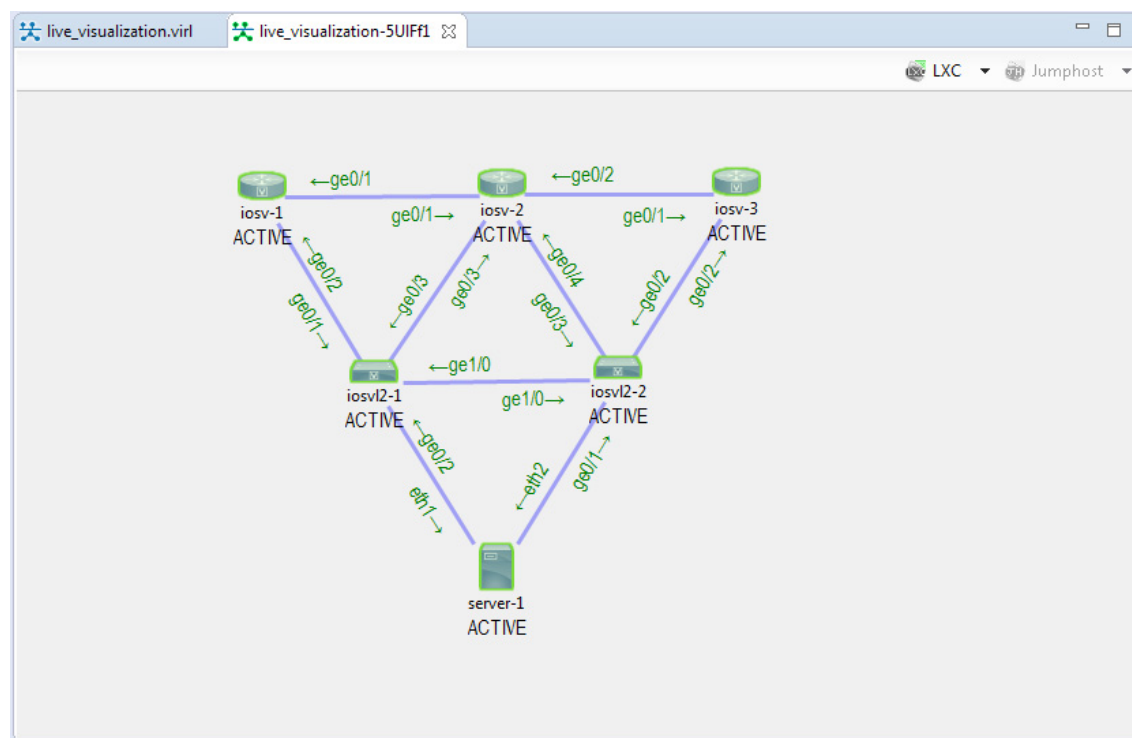 live_visualization.virl
live_visualization-5UIFf1
LXC
Jumphost
←ge0/1
←ge0/2
iosv-1
ge0/1→
iosv-2
ge0/1→
iosv-3
ACTIVE
ACTIVE
ACTIVE
←ge0/2
ge0/1→
←ge0/3
ge0/3→
←ge0/4
ge0/3→
←ge0/2
ge0/2→
←ge1/0
iosvl2-1
ge1/0→
iosvl2-2
ACTIVE
ACTIVE
←ge0/2
eth1→
←eth2
ge0/1→
server-1
ACTIVE